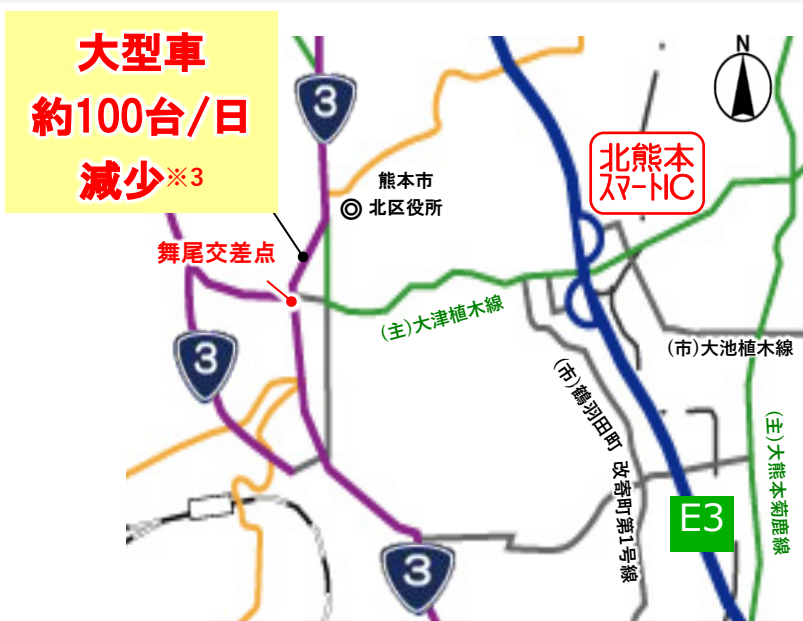 大型車
約100台/日
減少※3
3
N
北熊本
スマートIC
熊本市
北区役所
舞尾交差点
(主)大津植木線
3
(市)大池植木線
(市)鶴羽田町 改寄町第1号線
(主)大熊本菊鹿線
E3
3